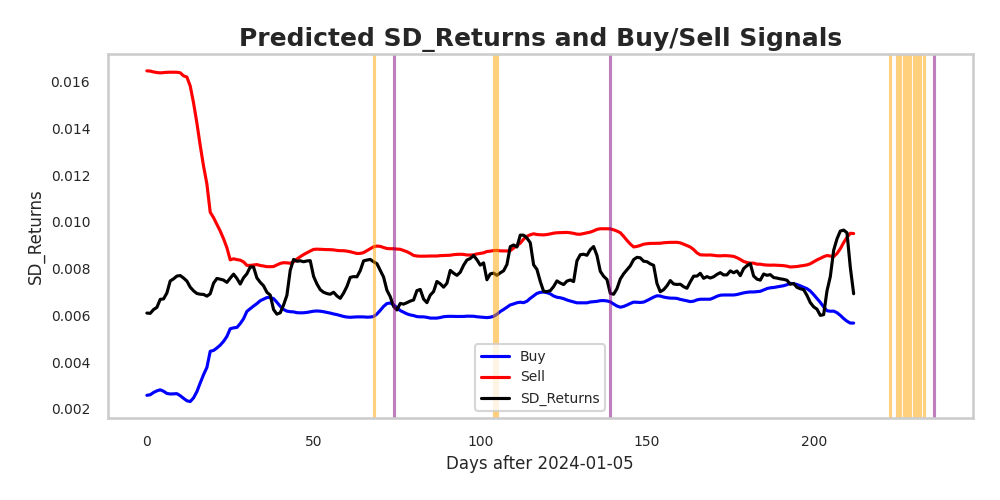 Predicted SD_Returns and Buy/Sell Signals
SD_Returns
0.016
0.014
0.012
0.010
0.008
0.006
0.004
0.002
Buy
Sell
SD_Returns
0 50 100 150 200
Days after 2024-01-05